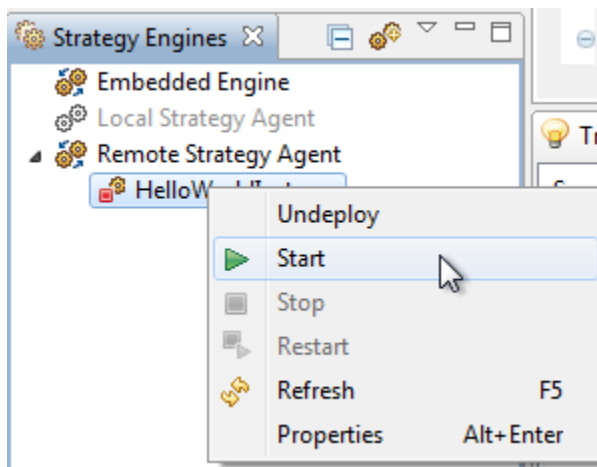 Strategy Engines
Embedded Engine
Local Strategy Agent
Remote Strategy Agent
Undeploy
Start
Stop
Restart
Refresh F5
Properties Alt+Enter